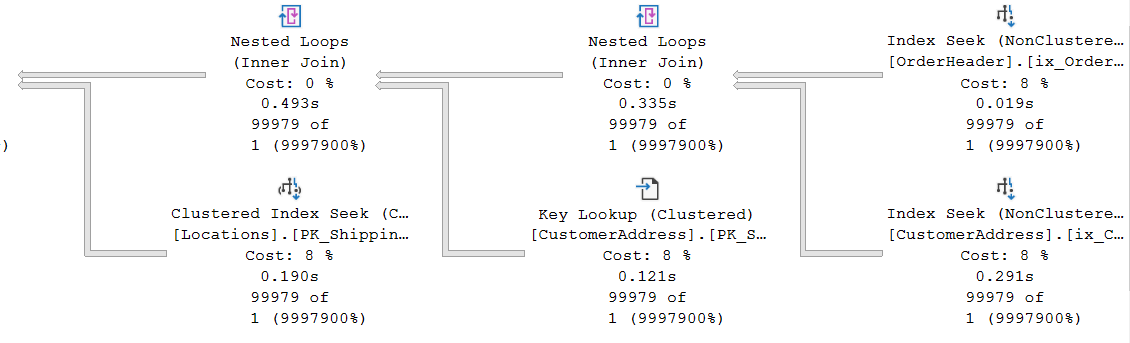 Nested Loops
(Inner Join)
Cost: 0 %
0.493s
99979 of
1 (9997900%)
Nested Loops
(Inner Join)
Cost: 0 %
0.335s
99979 of
1 (9997900%)
Index Seek (NonClustere…
[OrderHeader].[ix_Order…
Cost: 8 %
0.019s
99979 of
1 (9997900%)
)
Clustered Index Seek (C…
[Locations].[PK_Shippin…
Cost: 8 %
0.190s
99979 of
1 (9997900%)
Key Lookup (Clustered)
[CustomerAddress].[PK_S…
Cost: 8 %
0.121s
99979 of
1 (9997900%)
Index Seek (NonClustere…
[CustomerAddress].[ix_C…
Cost: 8 %
0.291s
99979 of
1 (9997900%)